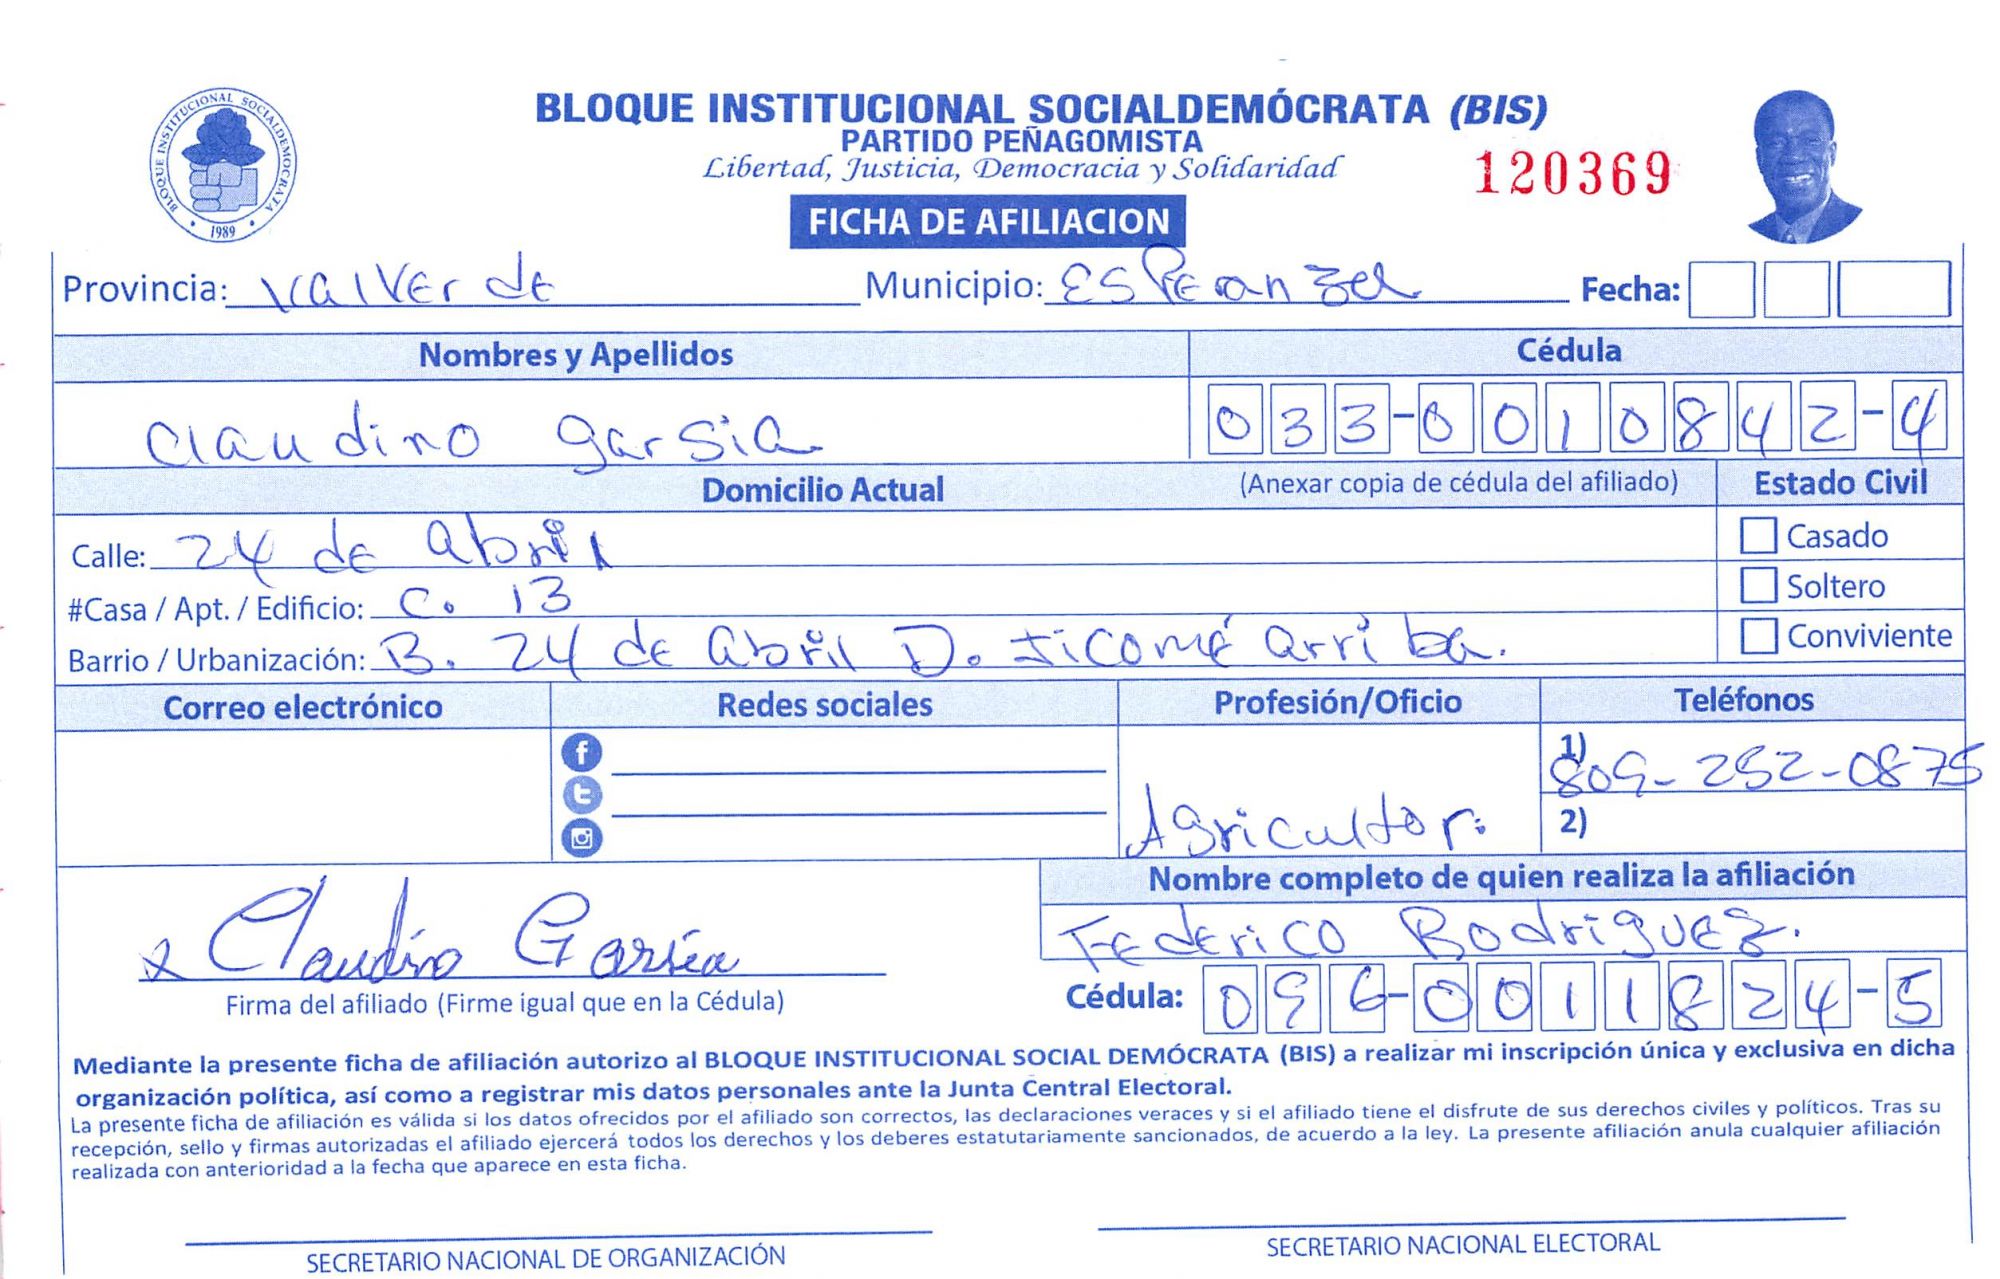 BLOQUE INSTITUCIONAL SOCIALDEMOCRATA
1989
BLOQUE INSTITUCIONAL SOCIALDEMÓCRATA (BIS)
PARTIDO PEÑAGOMISTA
Libertad, Justicia, Democracia y Solidaridad
120369
FICHA DE AFILIACION
Provincia: Valverde Municipio: Esperanza Fecha:
Nombres y Apellidos Cédula
Claudino garsia 033-0010842-4
Domicilio Actual (Anexar copia de cédula del afiliado) Estado Civil
Calle: 24 de abril Casado
#Casa / Apt. / Edificio: C. 13 Soltero
Barrio / Urbanización: B. 24 de abril D. Jicomé arriba. Conviviente
Correo electrónico Redes sociales Profesión/Oficio Teléfonos
1) 809-252-0875
Agricultor. 2)
Nombre completo de quien realiza la afiliación
Federico Rodriguez.
x Claudino Garsia
Firma del afiliado (Firme igual que en la Cédula) Cédula: 096-0011824-5
Mediante la presente ficha de afiliación autorizo al BLOQUE INSTITUCIONAL SOCIAL DEMÓCRATA (BIS) a realizar mi inscripción única y exclusiva en dicha
organización política, así como a registrar mis datos personales ante la Junta Central Electoral.
La presente ficha de afiliación es válida si los datos ofrecidos por el afiliado son correctos, las declaraciones veraces y si el afiliado tiene el disfrute de sus derechos civiles y políticos. Tras su
recepción, sello y firmas autorizadas el afiliado ejercerá todos los derechos y los deberes estatutariamente sancionados, de acuerdo a la ley. La presente afiliación anula cualquier afiliación
realizada con anterioridad a la fecha que aparece en esta ficha.
SECRETARIO NACIONAL DE ORGANIZACIÓN SECRETARIO NACIONAL ELECTORAL